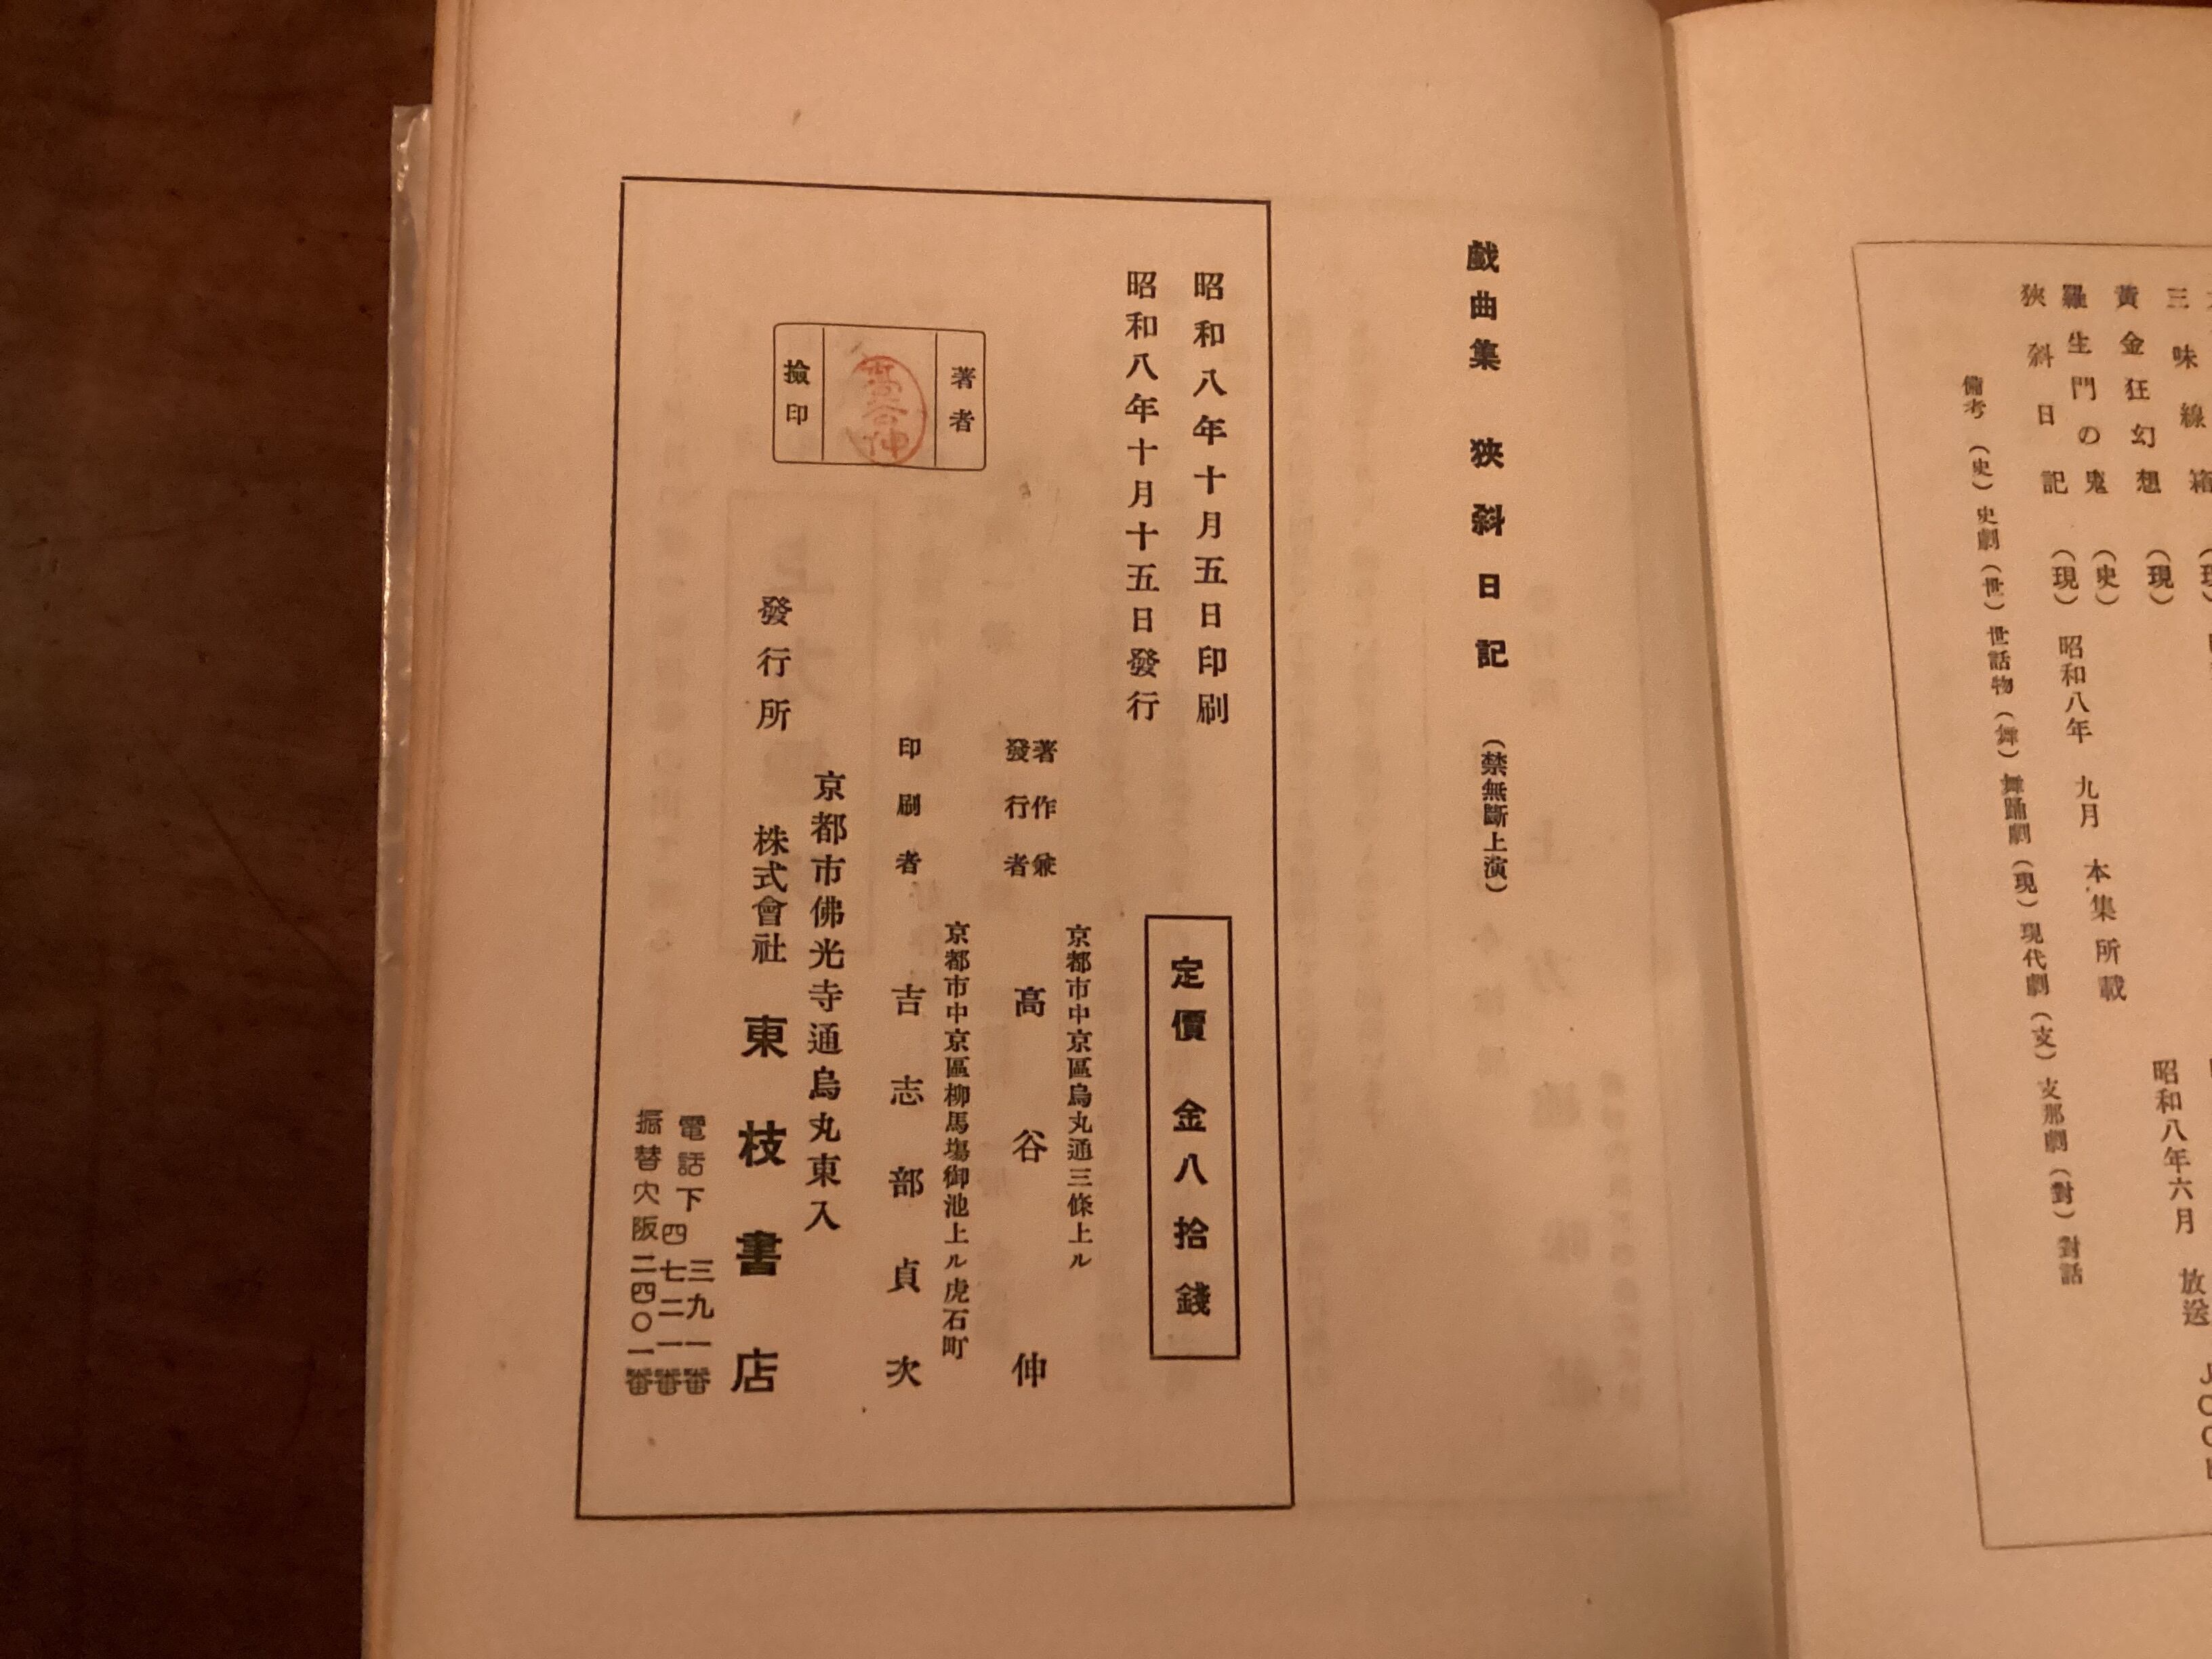 三味線箱
黃金狂幻想 （現）
昭和八年六月 放送
羅生門の鬼 （史）
狹斜日記 （現） 昭和八年 九月 本集所載
備考 （史）史劇（世）世話物（舞）舞踊劇（現）現代劇（支）支那劇（對）對話
戯曲集 狹斜日記 （禁無斷上演）
昭和八年十月五日印刷
昭和八年十月十五日發行
定價 金八拾錢
京都市中京區烏丸通三條上ル
著作兼
發行者
高谷伸
京都市中京區柳馬塲御池上ル虎石町
印刷者 吉志部貞次
著者
高谷伸
撿印
京都市佛光寺通烏丸東入
發行所 株式會社 東枝書店
電話下
三九一番
四七二一番
振替大阪二四〇一番